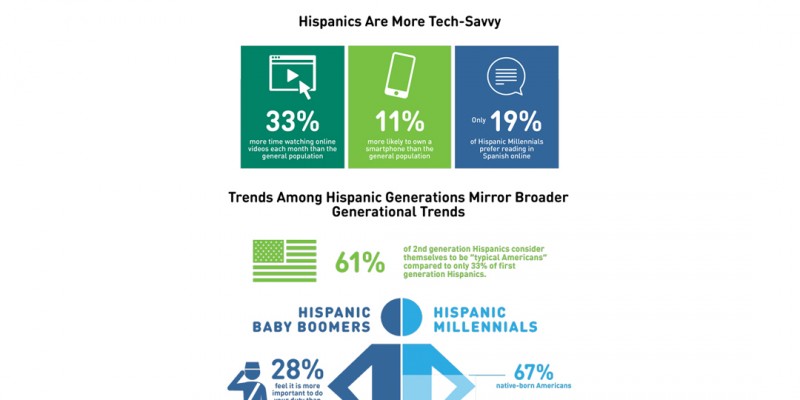 Hispanics Are More Tech-Savvy
33%
more time watching online
videos each month than the
general population
11%
more likely to own a
smartphone than the
general population
Only 19%
of Hispanic Millennials
prefer reading in
Spanish online
Trends Among Hispanic Generations Mirror Broader
Generational Trends
61%
of 2nd generation Hispanics consider
themselves to be "typical Americans"
compared to only 33% of first
generation Hispanics.
HISPANIC
BABY BOOMERS
HISPANIC
MILLENNIALS
28%
feel it is more
important to do
your duty than
67%
native-born Americans